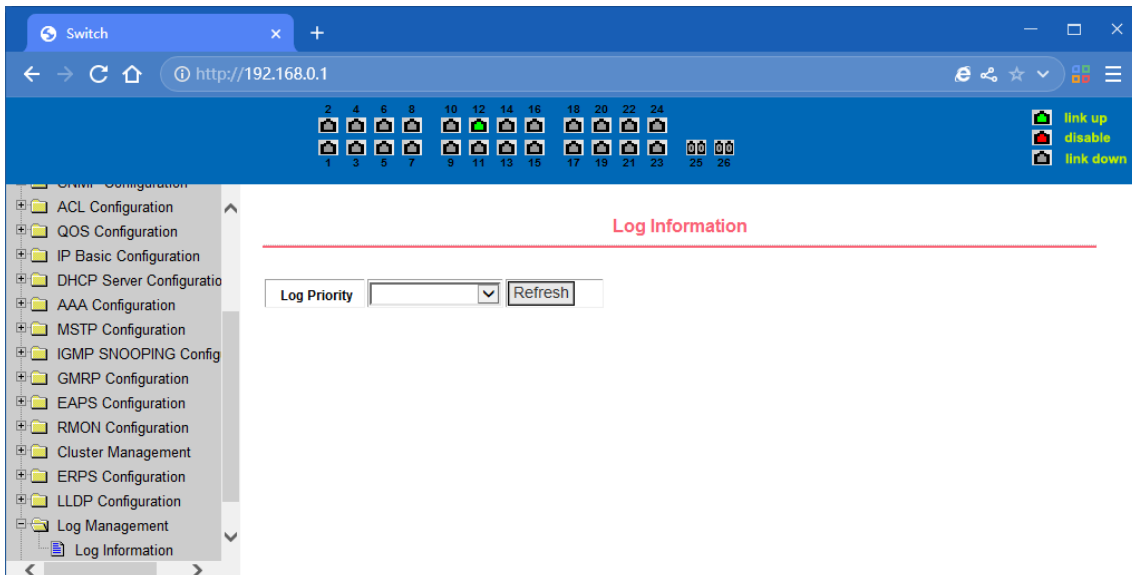 Switch
http://192.168.0.1
2 4 6 8 10 12 14 16 18 20 22 24
1 3 5 7 9 11 13 15 17 19 21 23 25 26
link up
disable
link down
SNMP Configuration
ACL Configuration
QOS Configuration
IP Basic Configuration
DHCP Server Configuratio
AAA Configuration
MSTP Configuration
IGMP SNOOPING Config
GMRP Configuration
EAPS Configuration
RMON Configuration
Cluster Management
ERPS Configuration
LLDP Configuration
Log Management
Log Information
Log Information
Log Priority
Refresh